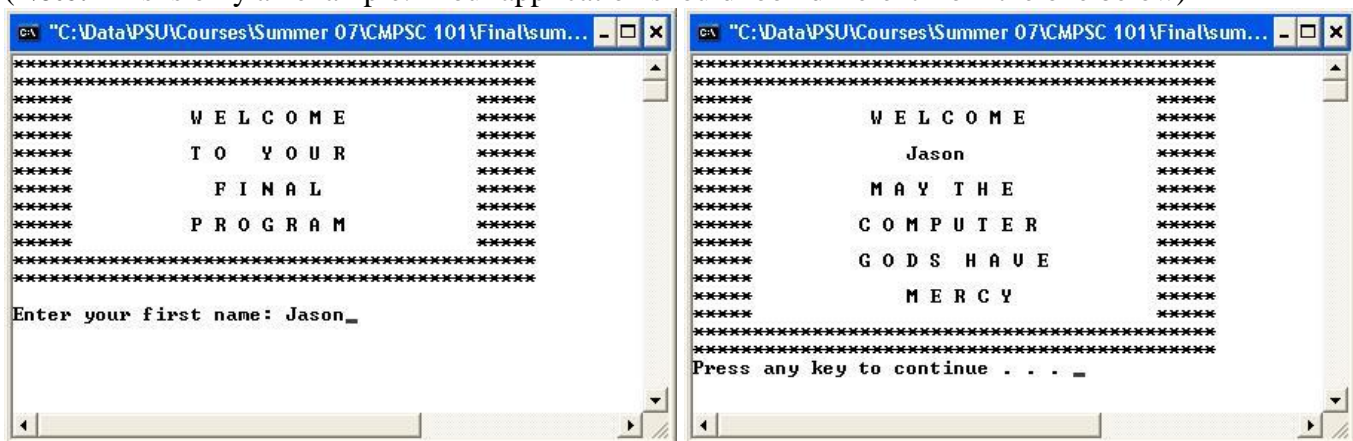 "C:\Data\PSU\Courses\Summer 07\CMPSC 101\Final\sum...
********************************************
********************************************
***** *****
***** W E L C O M E *****
***** *****
***** T O Y O U R *****
***** *****
***** F I N A L *****
***** *****
***** P R O G R A M *****
***** *****
********************************************
********************************************
Enter your first name: Jason_
"C:\Data\PSU\Courses\Summer 07\CMPSC 101\Final\sum...
********************************************
********************************************
***** *****
***** W E L C O M E *****
***** *****
***** Jason *****
***** *****
***** M A Y T H E *****
***** *****
***** C O M P U T E R *****
***** *****
***** G O D S H A V E *****
***** *****
***** M E R C Y *****
***** *****
********************************************
********************************************
Press any key to continue . . . _